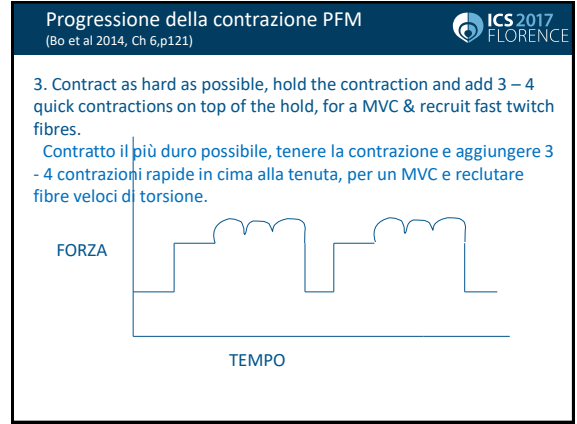 Progressione della contrazione PFM
(Bo et al 2014, Ch 6,p121)
ICS 2017
FLORENCE
3. Contract as hard as possible, hold the contraction and add 3 – 4
quick contractions on top of the hold, for a MVC & recruit fast twitch
fibres.
Contratto il più duro possibile, tenere la contrazione e aggiungere 3
- 4 contrazioni rapide in cima alla tenuta, per un MVC e reclutare
fibre veloci di torsione.
FORZA
TEMPO